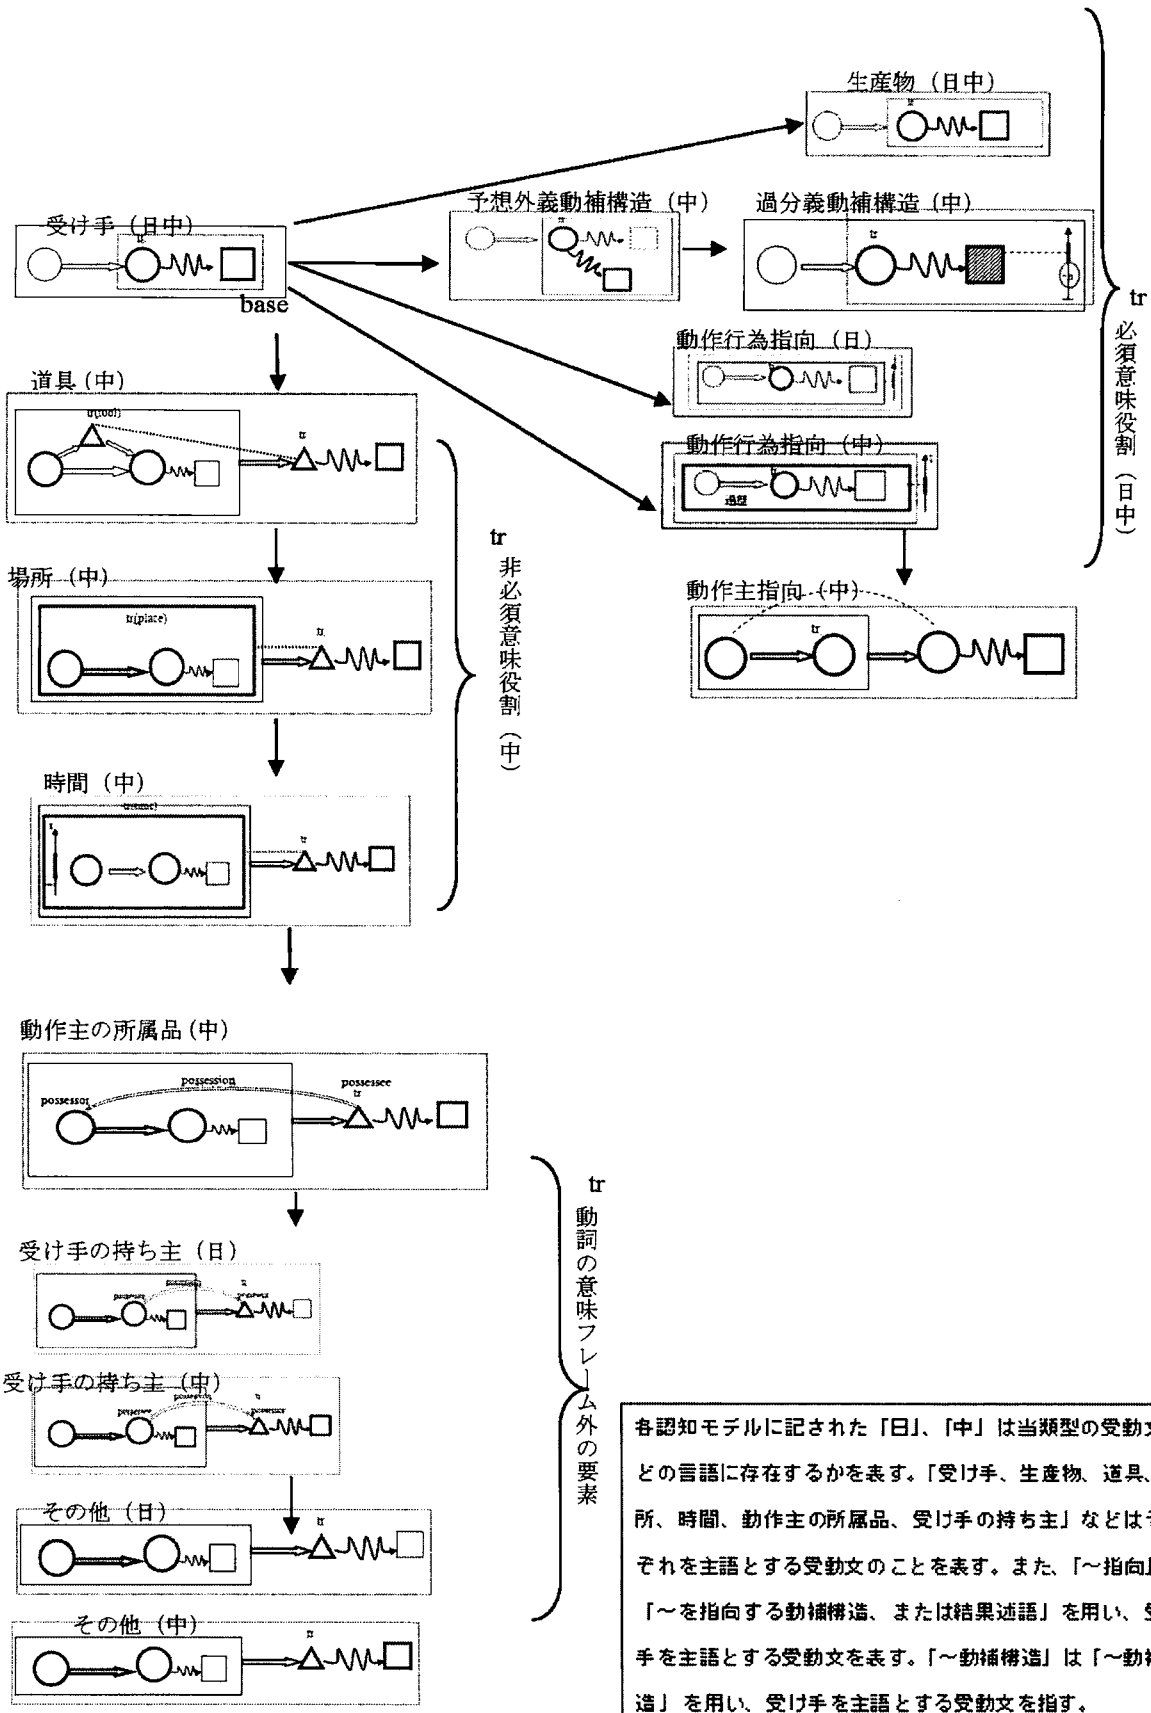 生産物（日中）
tr
受け手（日中）
tr
base
予想外義動補構造（中）
tr
過分義動補構造（中）
tr
動作行為指向（日）
動作行為指向（中）
動作主指向（中）
tr
tr
必須意味役割（日中）
道具（中）
tr(tool)
tr
場所（中）
tr(place)
tr
時間（中）
tr
tr
非必須意味役割（中）
動作主の所属品（中）
possessor
possession
possessee
tr
受け手の持ち主（日）
受け手の持ち主（中）
その他（日）
tr
その他（中）
tr
tr
動詞の意味フレーム外の要素
各認知モデルに記された「日」、「中」は当類型の受動文
どの言語に存在するかを表す。「受け手、生産物、道具、
所、時間、動作主の所属品、受け手の持ち主」などはそ
ぞれを主語とする受動文のことを表す。また、「～指向」
「～を指向する動補構造、または結果述語」を用い、受
手を主語とする受動文を表す。「～動補構造」は「～動補
造」を用い、受け手を主語とする受動文を指す。